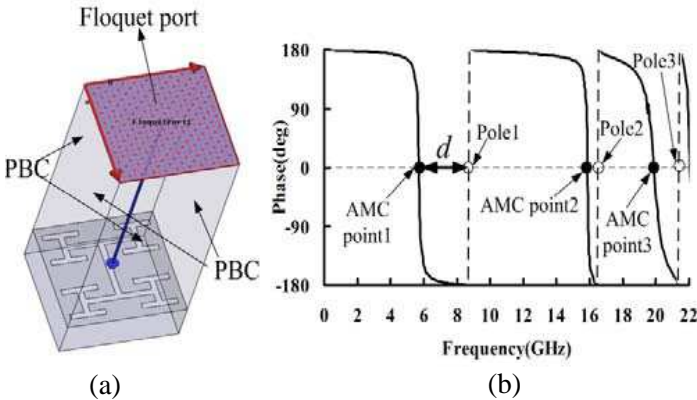 Floquet port
FloquetPort1
PBC
PBC
(a)
180
90
0
-90
-180
Phase(deg)
d
Pole1
Pole2
Pole3
AMC
point1
AMC
point2
AMC
point3
0 2 4 6 8 10 12 14 16 18 20 22
Frequency(GHz)
(b)